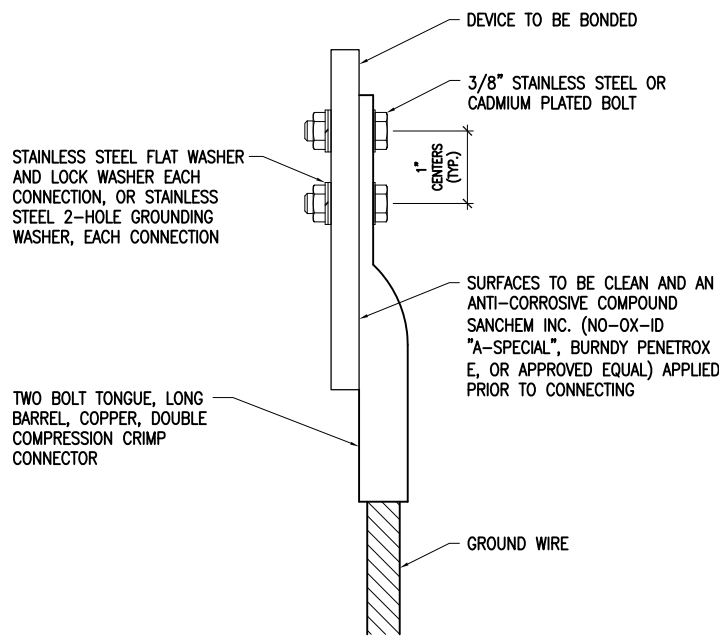 DEVICE TO BE BONDED
3/8" STAINLESS STEEL OR
CADMIUM PLATED BOLT
1"
CENTERS
(TYP.)
STAINLESS STEEL FLAT WASHER
AND LOCK WASHER EACH
CONNECTION, OR STAINLESS
STEEL 2-HOLE GROUNDING
WASHER, EACH CONNECTION
SURFACES TO BE CLEAN AND AN
ANTI-CORROSIVE COMPOUND
SANCHEM INC. (NO-OX-ID
"A-SPECIAL", BURNDY PENETROX
E, OR APPROVED EQUAL) APPLIED
PRIOR TO CONNECTING
TWO BOLT TONGUE, LONG
BARREL, COPPER, DOUBLE
COMPRESSION CRIMP
CONNECTOR
GROUND WIRE